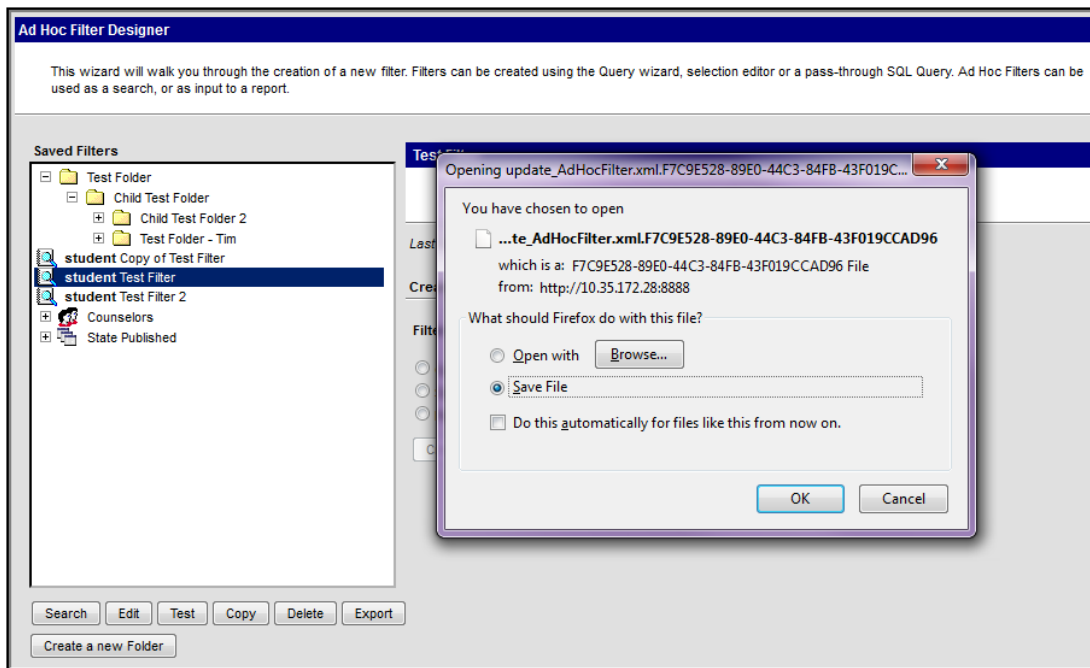 Ad Hoc Filter Designer
This wizard will walk you through the creation of a new filter. Filters can be created using the Query wizard, selection editor or a pass-through SQL Query. Ad Hoc Filters can be
used as a search, or as input to a report.
Saved Filters
Test Folder
Child Test Folder
Child Test Folder 2
Test Folder - Tim
student Copy of Test Filter
student Test Filter
student Test Filter 2
Counselors
State Published
Search Edit Test Copy Delete Export
Create a new Folder
Last
Opening update_AdHocFilter.xml.F7C9E528-89E0-44C3-84FB-43F019C...
You have chosen to open
...te_AdHocFilter.xml.F7C9E528-89E0-44C3-84FB-43F019CCAD96
which is a: F7C9E528-89E0-44C3-84FB-43F019CCAD96 File
from: http://10.35.172.28:8888
What should Firefox do with this file?
Open with Browse...
Save File
Do this automatically for files like this from now on.
OK Cancel